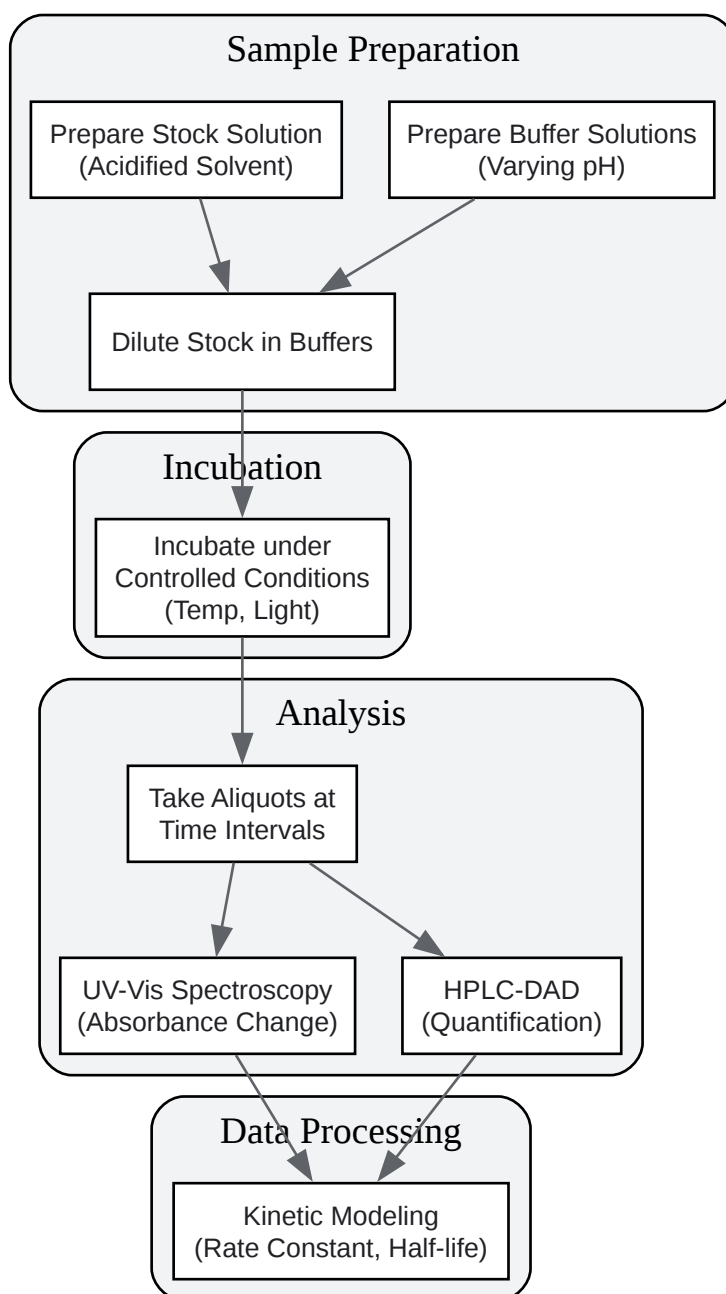 Sample Preparation
Prepare Stock Solution
(Acidified Solvent)
Prepare Buffer Solutions
(Varying pH)
Dilute Stock in Buffers
Incubation
Incubate under
Controlled Conditions
(Temp, Light)
Analysis
Take Aliquots at
Time Intervals
UV-Vis Spectroscopy
(Absorbance Change)
HPLC-DAD
(Quantification)
Data Processing
Kinetic Modeling
(Rate Constant, Half-life)